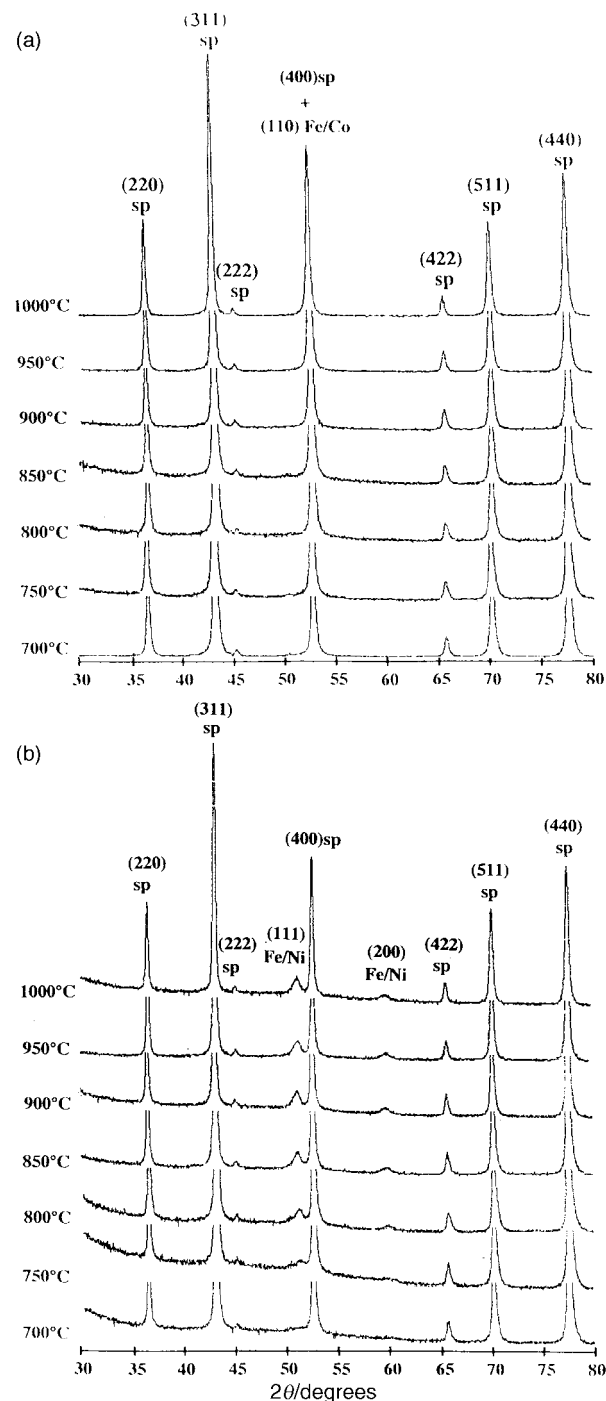 (a)
(311)
sp
(400)sp
+
(110) Fe/Co
(440)
sp
(220)
sp
(511)
sp
(222)
sp
(422)
sp
1000°C
950°C
900°C
850°C
800°C
750°C
700°C
30 35 40 45 50 55 60 65 70 75 80
(b)
(311)
sp
(400)sp
(440)
sp
(220)
sp
(511)
sp
(222)
sp
(111)
Fe/Ni
(200)
Fe/Ni
(422)
sp
1000°C
950°C
900°C
850°C
800°C
750°C
700°C
30 35 40 45 50 55 60 65 70 75 80
2θ/degrees